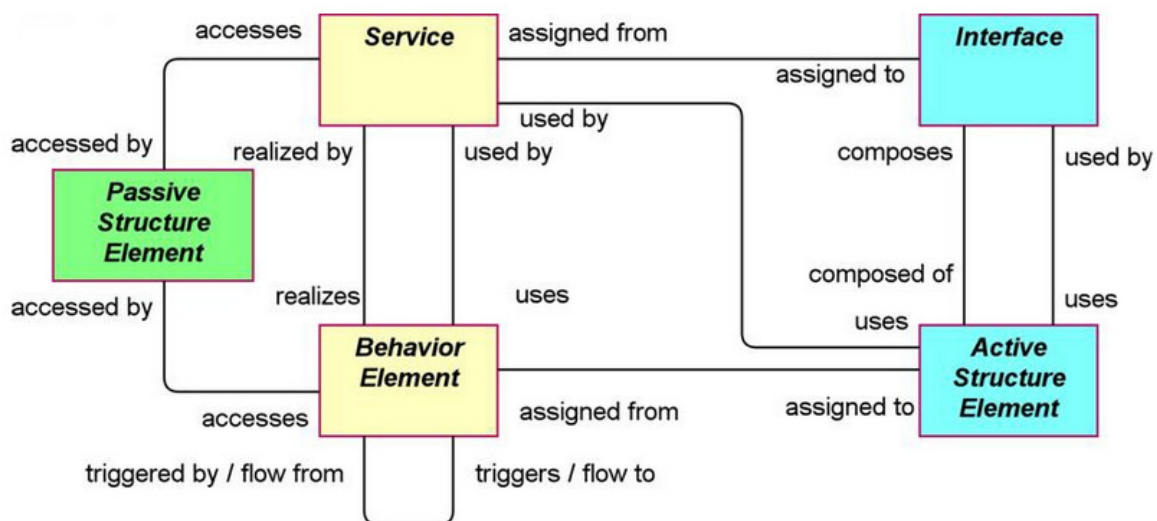 accesses
Service
assigned from
Interface
assigned to
used by
accessed by
realized by
used by
composes
used by
Passive
Structure
Element
composed of
accessed by
realizes
uses
uses
uses
Behavior
Element
Active
Structure
Element
accesses
assigned from
assigned to
triggered by / flow from
triggers / flow to